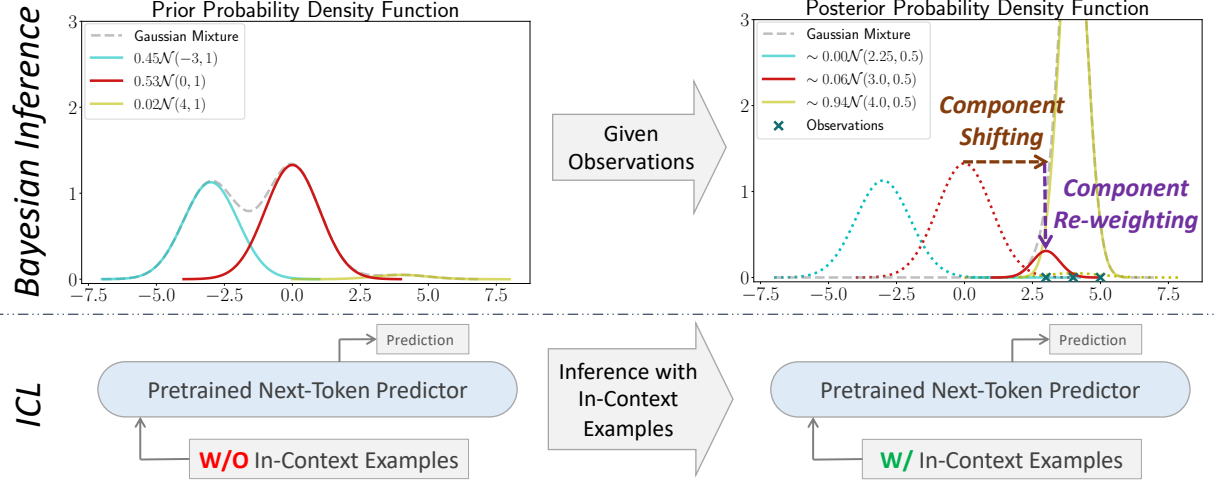 Bayesian Inference
Prior Probability Density Function
3
2
1
0
−7.5 −5.0 −2.5 0.0 2.5 5.0 7.5
Gaussian Mixture
0.45𝒩(−3, 1)
0.53𝒩(0, 1)
0.02𝒩(4, 1)
Given
Observations
Posterior Probability Density Function
3
2
1
0
−7.5 −5.0 −2.5 0.0 2.5 5.0 7.5
Gaussian Mixture
∼ 0.00𝒩(2.25, 0.5)
∼ 0.06𝒩(3.0, 0.5)
∼ 0.94𝒩(4.0, 0.5)
Observations
Component
Shifting
Component
Re-weighting
ICL
Prediction
Pretrained Next-Token Predictor
W/O In-Context Examples
Inference with
In-Context
Examples
Prediction
Pretrained Next-Token Predictor
W/ In-Context Examples